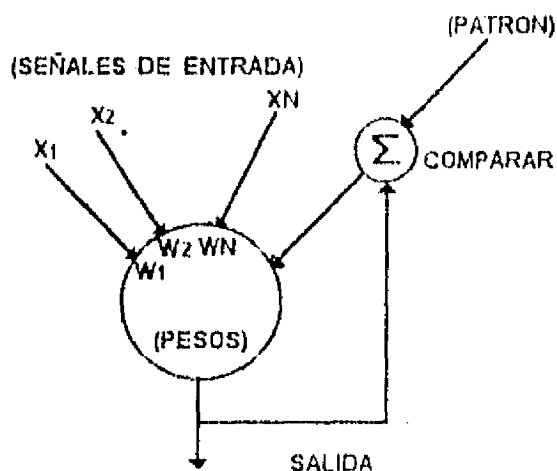 (PATRON)
(SEÑALES DE ENTRADA)
X1
X2
XN
Σ COMPARAR
W1
W2 WN
(PESOS)
SALIDA